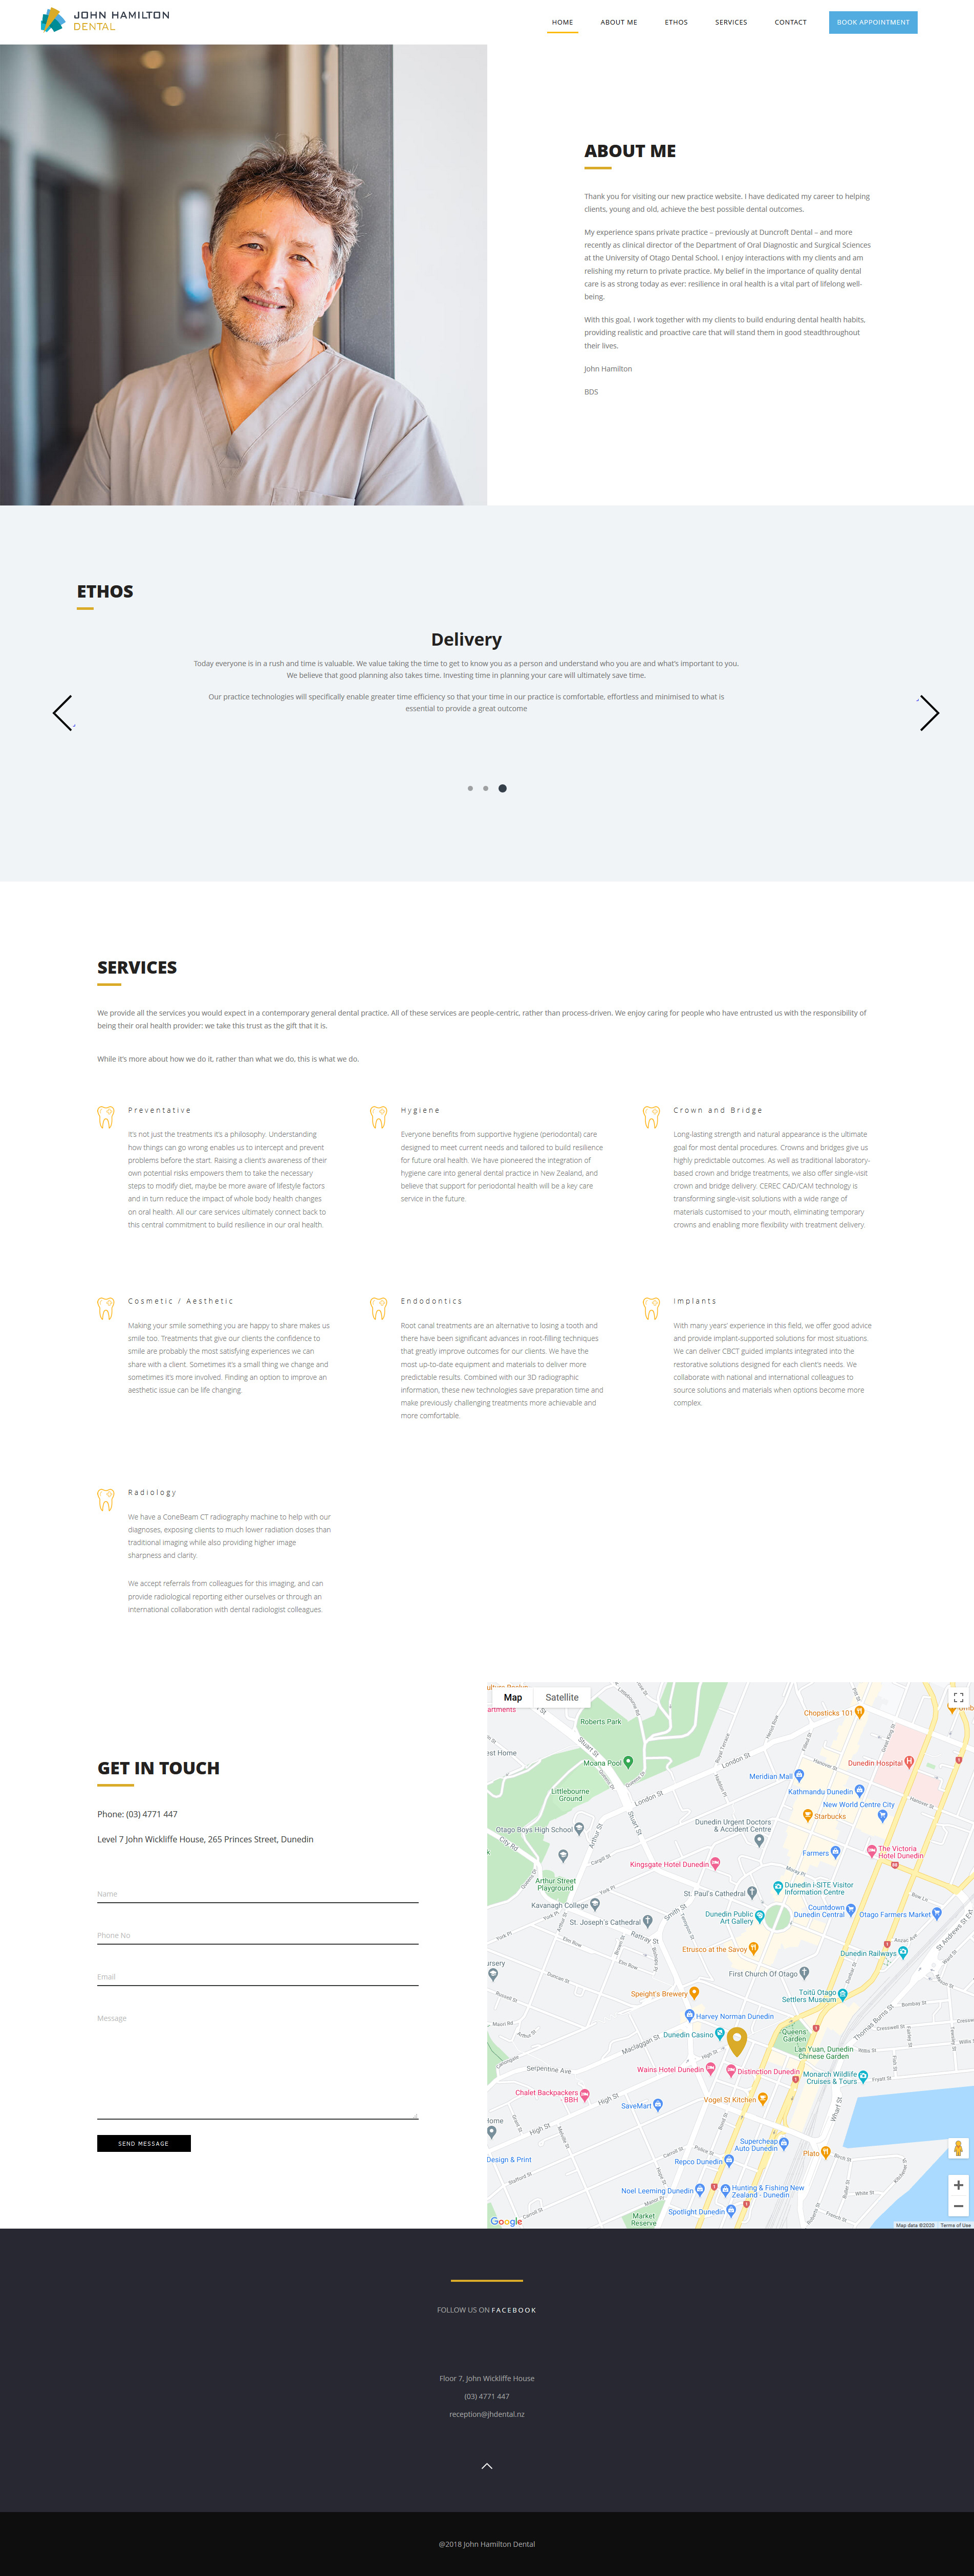 JOHN HAMILTON
DENTAL
HOME
ABOUT ME
ETHOS
SERVICES
CONTACT
BOOK APPOINTMENT
ABOUT ME
Thank you for visiting our new practice website. I have dedicated my career to helping
clients, young and old, achieve the best possible dental outcomes.
My experience spans private practice – previously at Duncroft Dental – and more
recently as clinical director of the Department of Oral Diagnostic and Surgical Sciences
at the University of Otago Dental School. I enjoy interactions with my clients and am
relishing my return to private practice. My belief in the importance of quality dental
care is as strong today as ever: resilience in oral health is a vital part of lifelong well-
being.
With this goal, I work together with my clients to build enduring dental health habits,
providing realistic and proactive care that will stand them in good steadthroughout
their lives.
John Hamilton
BDS
ETHOS
Delivery
Today everyone is in a rush and time is valuable. We value taking the time to get to know you as a person and understand who you are and what's important to you.
We believe that good planning also takes time. Investing time in planning your care will ultimately save time.
Our practice technologies will specifically enable greater time efficiency so that your time in our practice is comfortable, effortless and minimised to what is
essential to provide a great outcome
SERVICES
We provide all the services you would expect in a contemporary general dental practice. All of these services are people-centric, rather than process-driven. We enjoy caring for people who have entrusted us with the responsibility of
being their oral health provider: we take this trust as the gift that it is.
While it's more about how we do it, rather than what we do, this is what we do.
Preventative
It's not just the treatments it's a philosophy. Understanding
how things can go wrong enables us to intercept and prevent
problems before the start. Raising a client's awareness of their
own potential risks empowers them to take the necessary
steps to modify diet, maybe be more aware of lifestyle factors
and in turn reduce the impact of whole body health changes
on oral health. All our care services ultimately connect back to
this central commitment to build resilience in our oral health.
Hygiene
Everyone benefits from supportive hygiene (periodontal) care
designed to meet current needs and tailored to build resilience
for future oral health. We have pioneered the integration of
hygiene care into general dental practice in New Zealand, and
believe that support for periodontal health will be a key care
service in the future.
Crown and Bridge
Long-lasting strength and natural appearance is the ultimate
goal for most dental procedures. Crowns and bridges give us
highly predictable outcomes. As well as traditional laboratory-
based crown and bridge treatments, we also offer single-visit
crown and bridge delivery. CEREC CAD/CAM technology is
transforming single-visit solutions with a wide range of
materials customised to your mouth, eliminating temporary
crowns and enabling more flexibility with treatment delivery.
Cosmetic / Aesthetic
Making your smile something you are happy to share makes us
smile too. Treatments that give our clients the confidence to
smile are probably the most satisfying experiences we can
share with a client. Sometimes it's a small thing we change and
sometimes it's more involved. Finding an option to improve an
aesthetic issue can be life changing.
Endodontics
Root canal treatments are an alternative to losing a tooth and
there have been significant advances in root-filling techniques
that greatly improve outcomes for our clients. We have the
most up-to-date equipment and materials to deliver more
predictable results. Combined with our 3D radiographic
information, these new technologies save preparation time and
make previously challenging treatments more achievable and
more comfortable.
Implants
With many years' experience in this field, we offer good advice
and provide implant-supported solutions for most situations.
We can deliver CBCT guided implants integrated into the
restorative solutions designed for each client's needs. We
collaborate with national and international colleagues to
source solutions and materials when options become more
complex.
Radiology
We have a ConeBeam CT radiography machine to help with our
diagnoses, exposing clients to much lower radiation doses than
traditional imaging while also providing higher image
sharpness and clarity.
We accept referrals from colleagues for this imaging, and can
provide radiological reporting either ourselves or through an
international collaboration with dental radiologist colleagues.
GET IN TOUCH
Phone: (03) 4771 447
Level 7 John Wickliffe House, 265 Princes Street, Dunedin
Name
Phone No
Email
Message
SEND MESSAGE
Map
Satellite
Chopsticks 101
Roberts Park
Moana Pool
Dunedin Hospital
Meridian Mall
Kathmandu Dunedin
Littlebourne
Ground
New World Centre City
Starbucks
Otago Boys High School
Dunedin Urgent Doctors
& Accident Centre
Farmers
The Victoria
Hotel Dunedin
Kingsgate Hotel Dunedin
Arthur Street
Playground
St. Paul's Cathedral
Dunedin i-SITE Visitor
Information Centre
Kavanagh College
Countdown
Dunedin Central
Otago Farmers Market
Dunedin Public
Art Gallery
St. Joseph's Cathedral
Etrusco at the Savoy
Dunedin Railways
First Church Of Otago
Speight's Brewery
Toitū Otago
Settlers Museum
Harvey Norman Dunedin
Dunedin Casino
Queens
Garden
Lan Yuan, Dunedin
Chinese Garden
Wains Hotel Dunedin
Distinction Dunedin
Monarch Wildlife
Cruises & Tours
Chalet Backpackers
- BBH
SaveMart
Vogel St Kitchen
Supercheap
Auto Dunedin
Plato
Repco Dunedin
Noel Leeming Dunedin
Hunting & Fishing New
Zealand - Dunedin
Spotlight Dunedin
Market
Reserve
Design & Print
Stuart St
London St
Arthur St
City Rd
Smith St
Rattray St
Maclaggan St
Serpentine Ave
High St
Thomas Burns St
Wharf St
Google
Map data ©2020
Terms of Use
FOLLOW US ON FACEBOOK
Floor 7, John Wickliffe House
(03) 4771 447
reception@jhdental.nz
@2018 John Hamilton Dental